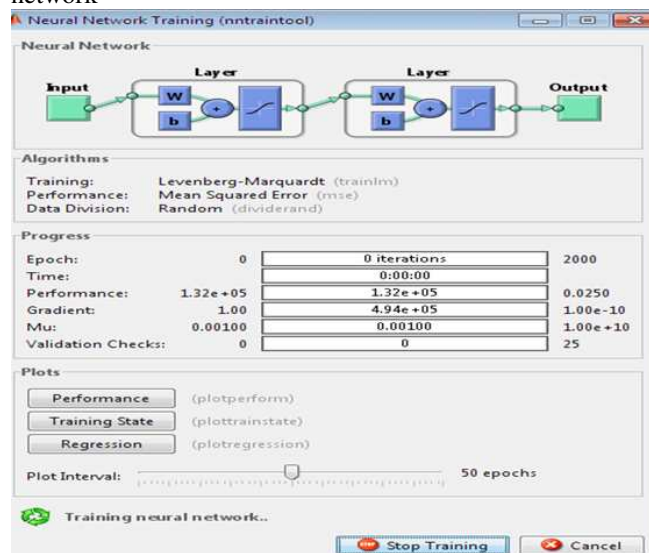 network
Neural Network Training (nntraintool)
Neural Network
Layer Layer
Input W b + W b + Output
Algorithms
Training: Levenberg-Marquardt (trainlm)
Performance: Mean Squared Error (mse)
Data Division: Random (dividerand)
Progress
Epoch: 0 0 iterations 2000
Time: 0:00:00
Performance: 1.32e+05 1.32e+05 0.0250
Gradient: 1.00 4.94e+05 1.00e-10
Mu: 0.00100 0.00100 1.00e+10
Validation Checks: 0 0 25
Plots
Performance (plotperform)
Training State (plottrainstate)
Regression (plotregression)
Plot Interval: 50 epochs
Training neural network..
Stop Training Cancel